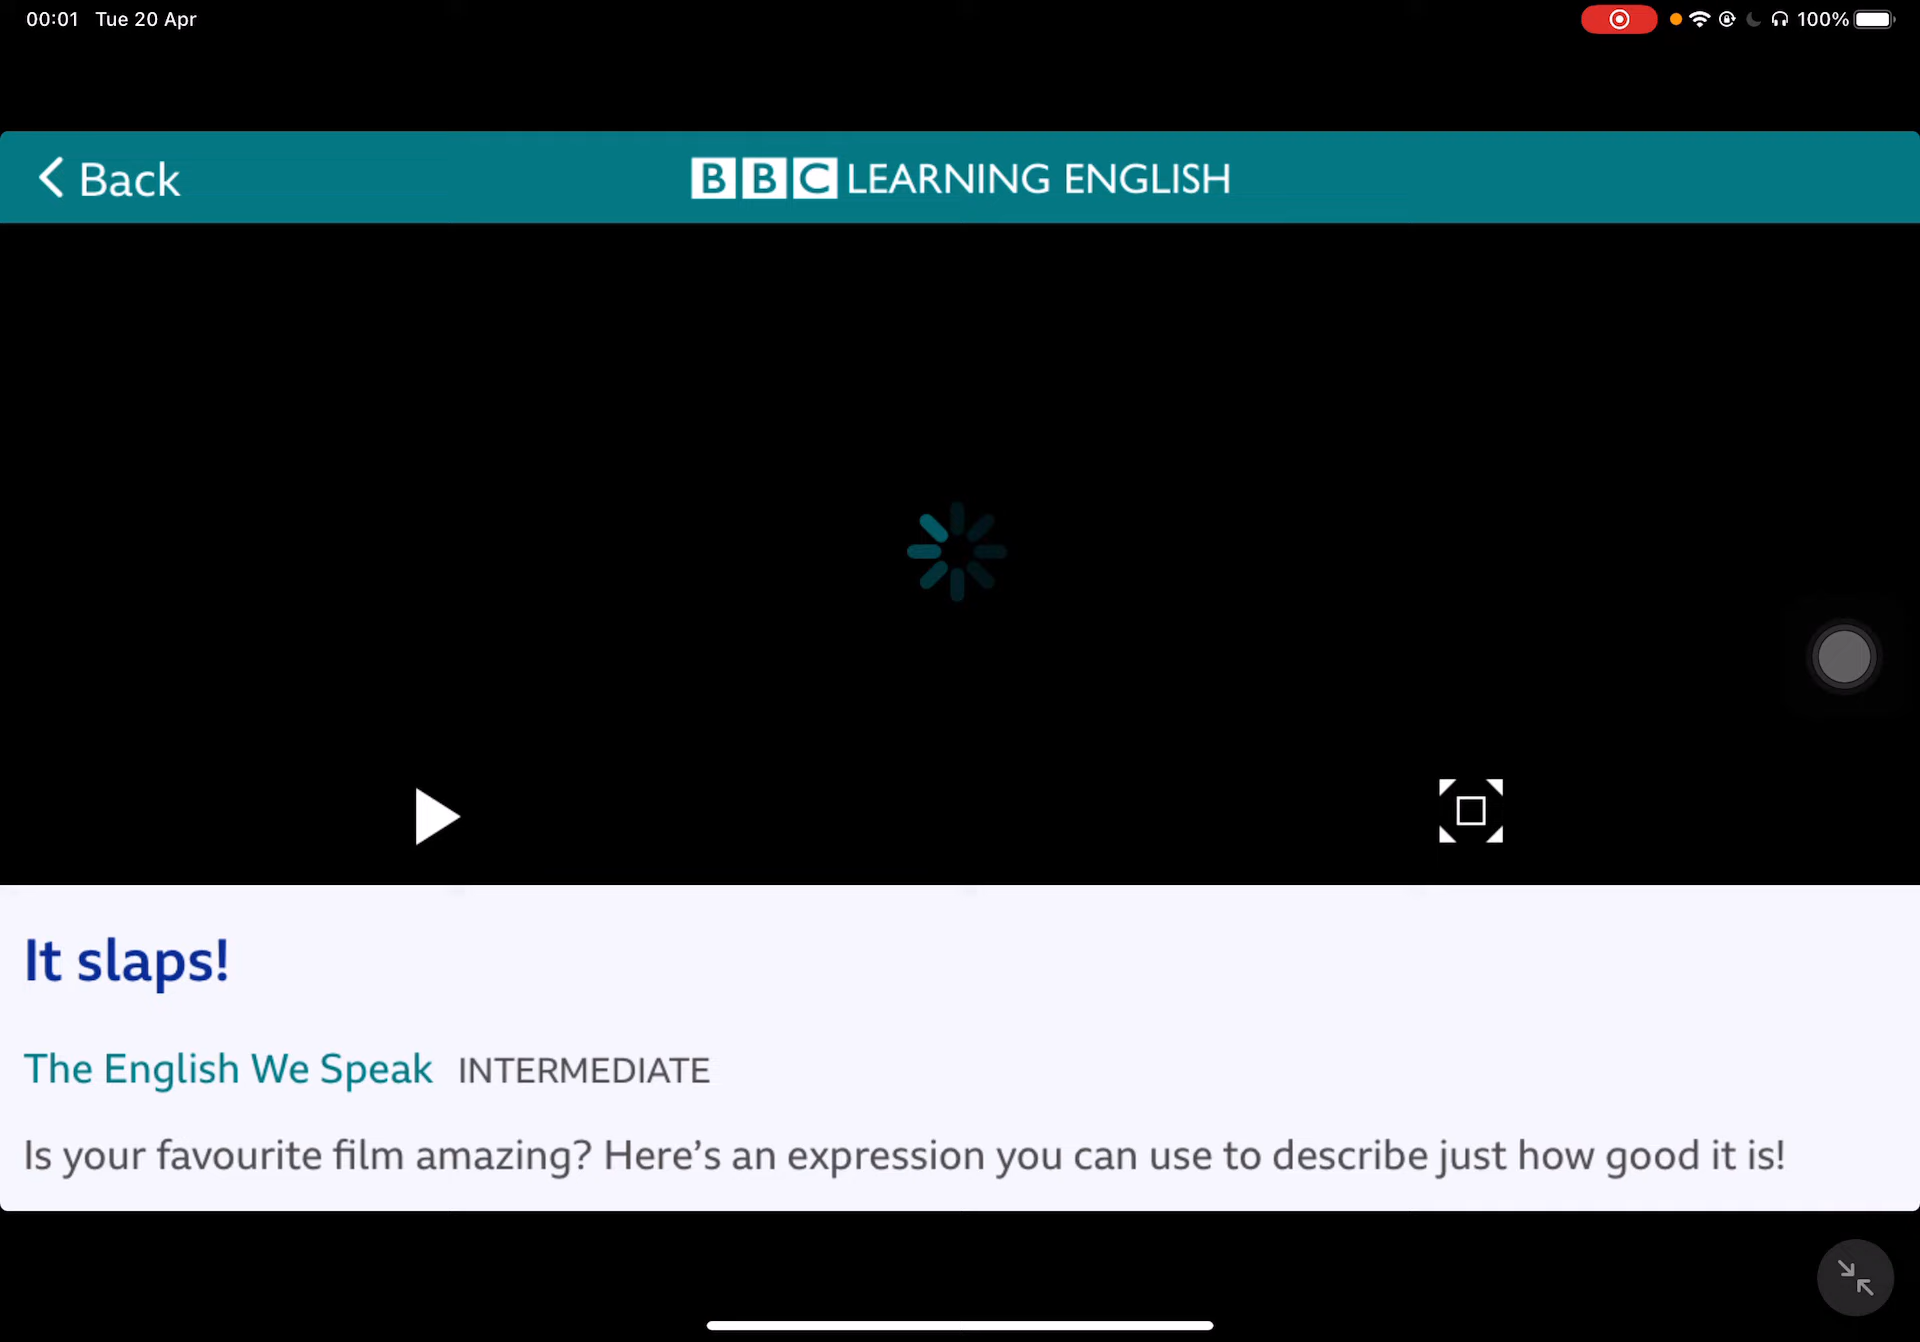 00:01 Tue 20 Apr 100%
Back
BBC LEARNING ENGLISH
It slaps!
The English We Speak INTERMEDIATE
Is your favourite film amazing? Here’s an expression you can use to describe just how good it is!